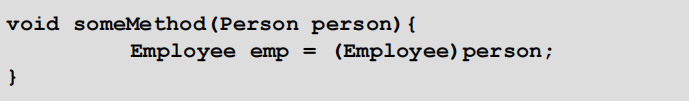 void someMethod(Person person){
Employee emp = (Employee)person;
}